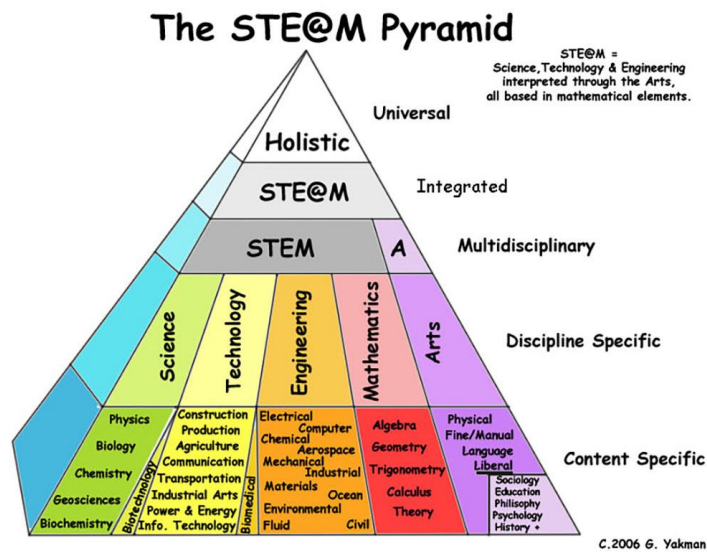 The STE@M Pyramid
STE@M =
Science,Technology & Engineering
interpreted through the Arts,
all based in mathematical elements.
Universal
Holistic
STE@M
Integrated
STEM
A
Multidisciplinary
Science
Technology
Engineering
Mathematics
Arts
Discipline Specific
Physics
Biology
Chemistry
Geosciences
Biochemistry
Biotechnology
Construction
Production
Agriculture
Communication
Transportation
Industrial Arts
Power & Energy
Info. Technology
Biomedical
Electrical
Computer
Chemical
Aerospace
Mechanical
Industrial
Materials
Ocean
Environmental
Fluid
Civil
Algebra
Geometry
Trigonometry
Calculus
Theory
Physical
Fine/Manual
Language
Liberal
Sociology
Education
Philisophy
Psychology
History +
Content Specific
C.2006 G. Yakman